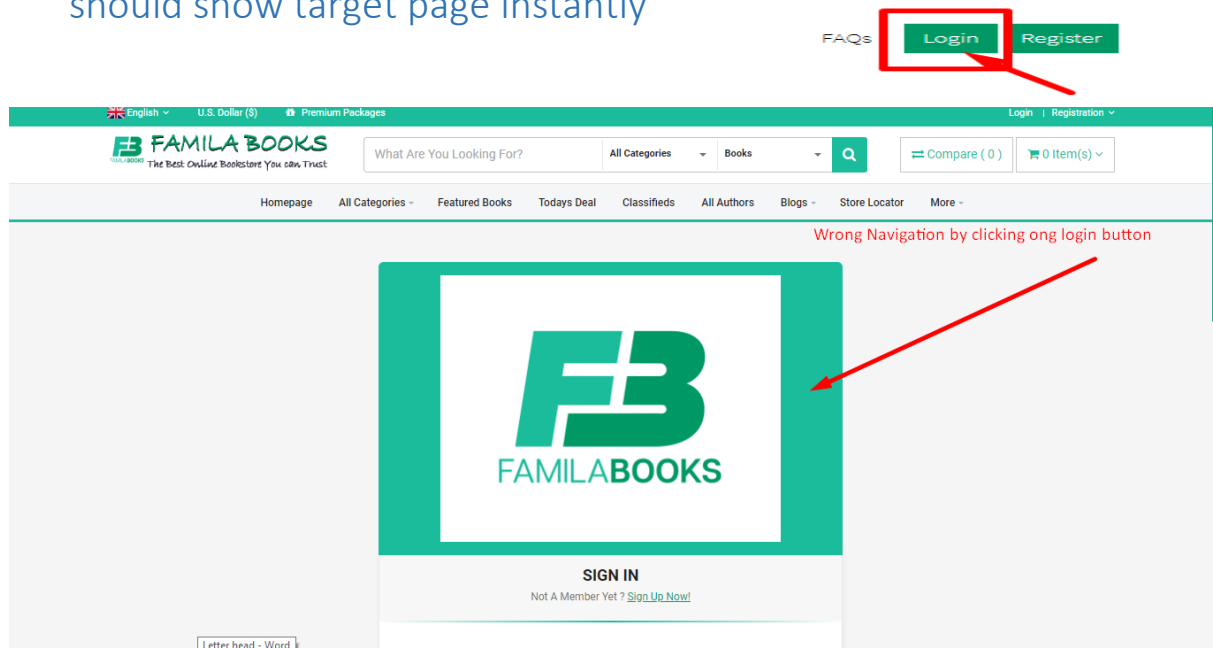 should show target page instantly
FAQs Login Register
English U.S. Dollar ($) Premium Packages Login | Registration
FB FAMILA BOOKS
FAMILABOOKS The Best Online Bookstore You can Trust
What Are You Looking For? All Categories Books Compare ( 0 ) 0 Item(s)
Homepage All Categories Featured Books Todays Deal Classifieds All Authors Blogs Store Locator More
Wrong Navigation by clicking ong login button
FB
FAMILABOOKS
SIGN IN
Not A Member Yet ? Sign Up Now!
Letter head - Word